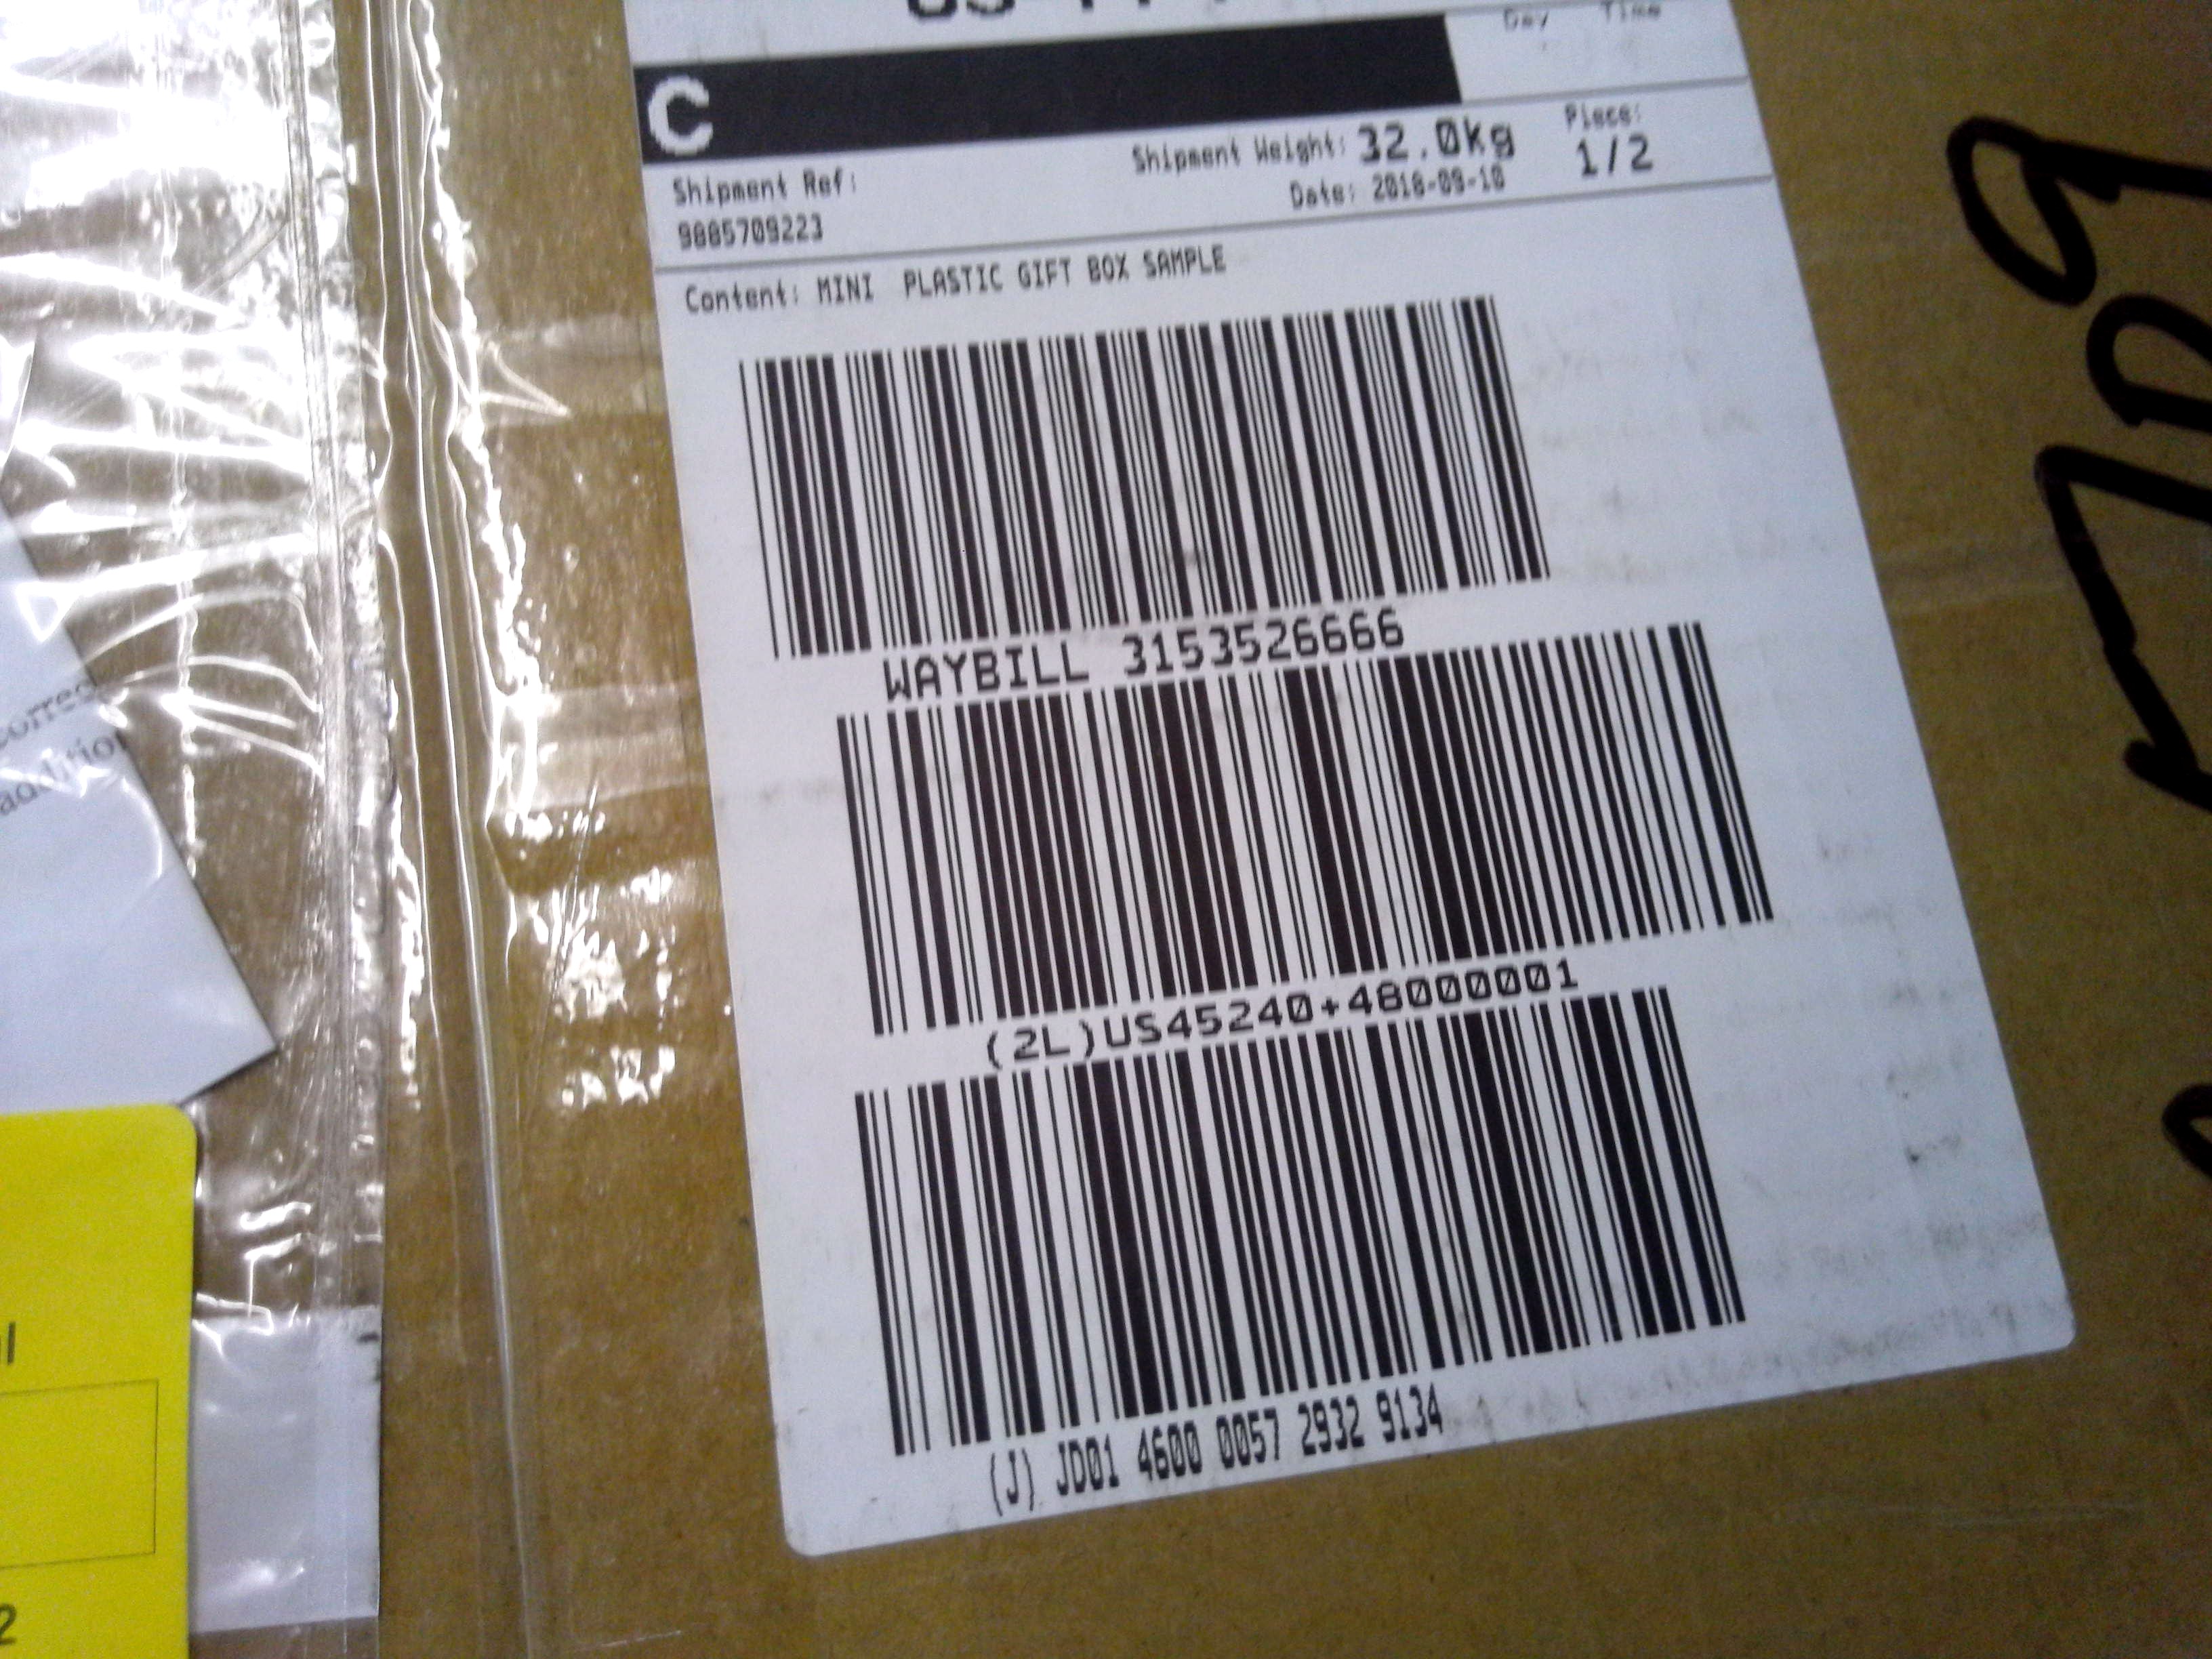 C
Day Time
Shipment Ref:
9885709223
Shipment Weight: 32.0kg
Date: 2018-09-10
Piece:
1/2
Content: MINI PLASTIC GIFT BOX SAMPLE
WAYBILL 3153526666
(2L)US45240+48000001
(J) JD01 4600 0057 2932 9134